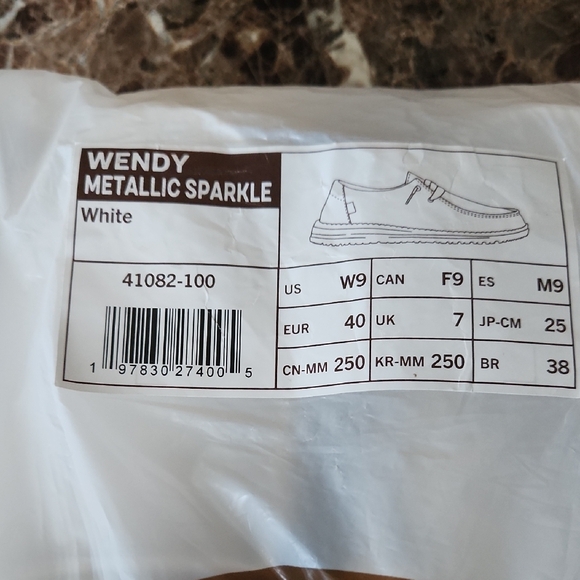 WENDY
METALLIC SPARKLE
White
41082-100
1 97830 27400 5
US W9 CAN F9 ES M9
EUR 40 UK 7 JP-CM 25
CN-MM 250 KR-MM 250 BR 38